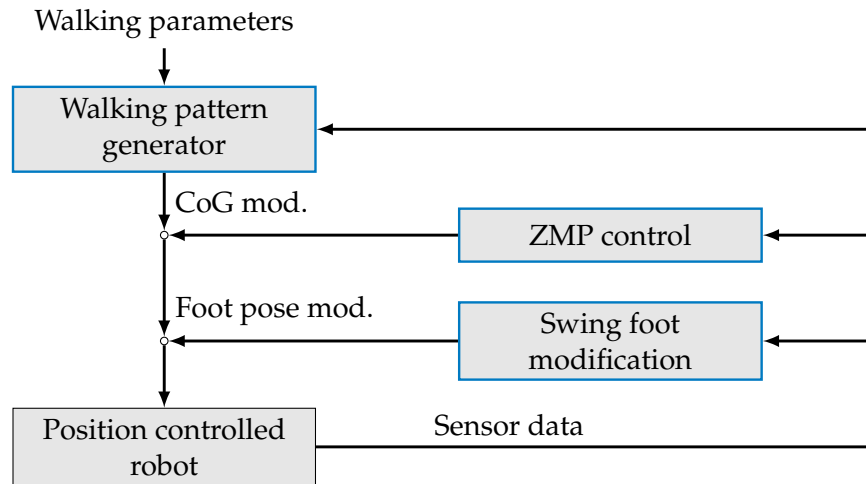 Walking parameters
Walking pattern
generator
CoG mod.
ZMP control
Foot pose mod.
Swing foot
modification
Position controlled
robot
Sensor data